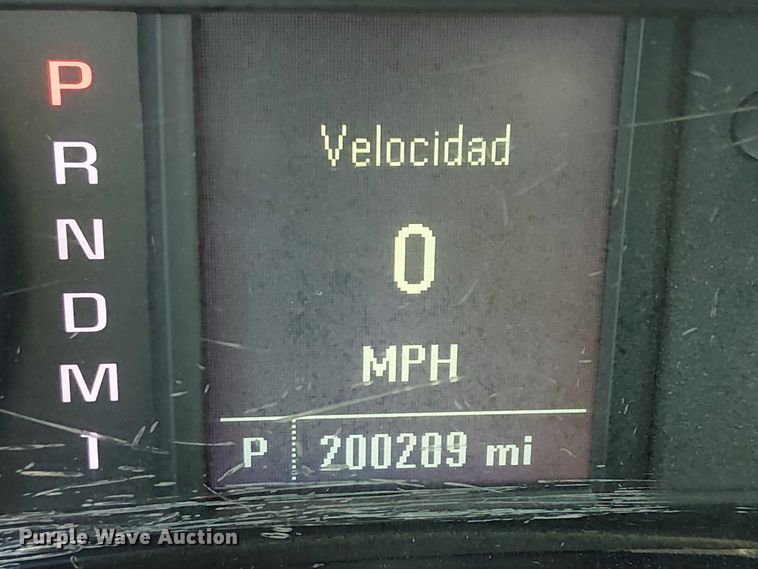 P
R
N
D
M
1
Velocidad
0
MPH
P 200289 mi
Purple Wave Auction